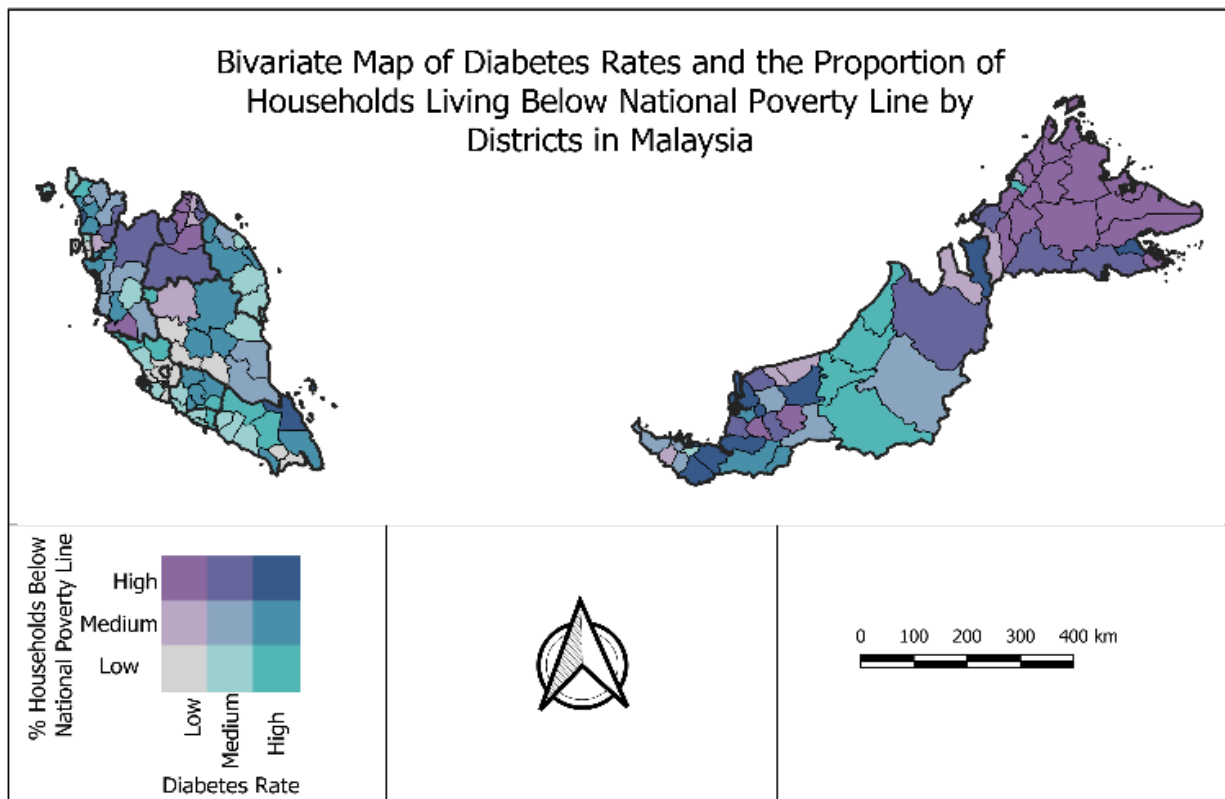 Bivariate Map of Diabetes Rates and the Proportion of
Households Living Below National Poverty Line by
Districts in Malaysia
% Households Below
National Poverty Line
High
Medium
Low
Low
Medium
High
Diabetes Rate
0 100 200 300 400 km